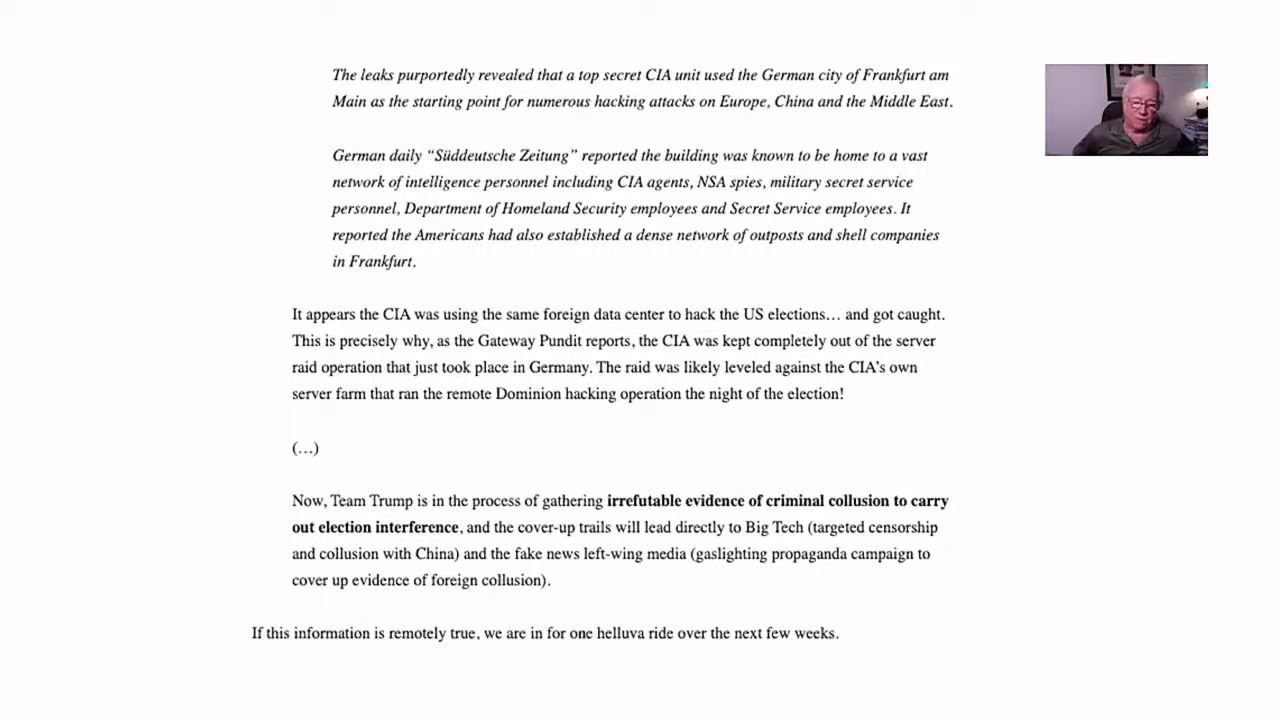 The leaks purportedly revealed that a top secret CIA unit used the German city of Frankfurt am
Main as the starting point for numerous hacking attacks on Europe, China and the Middle East.
German daily “Süddeutsche Zeitung” reported the building was known to be home to a vast
network of intelligence personnel including CIA agents, NSA spies, military secret service
personnel, Department of Homeland Security employees and Secret Service employees. It
reported the Americans had also established a dense network of outposts and shell companies
in Frankfurt.
It appears the CIA was using the same foreign data center to hack the US elections… and got caught.
This is precisely why, as the Gateway Pundit reports, the CIA was kept completely out of the server
raid operation that just took place in Germany. The raid was likely leveled against the CIA’s own
server farm that ran the remote Dominion hacking operation the night of the election!
(…)
Now, Team Trump is in the process of gathering irrefutable evidence of criminal collusion to carry
out election interference, and the cover-up trails will lead directly to Big Tech (targeted censorship
and collusion with China) and the fake news left-wing media (gaslighting propaganda campaign to
cover up evidence of foreign collusion).
If this information is remotely true, we are in for one helluva ride over the next few weeks.